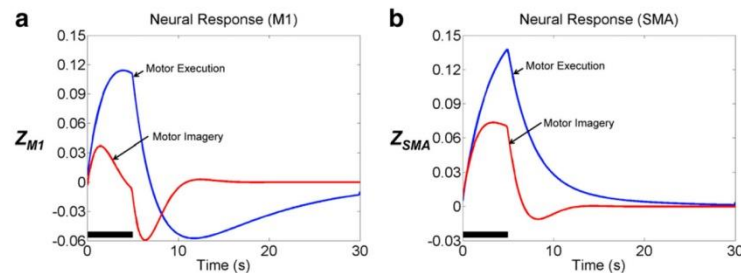 a
Neural Response (M1)
0.15
0.12
0.09
0.06
0.03
0
-0.03
-0.06
Z_M1
Motor Execution
Motor Imagery
0
10
20
30
Time (s)
b
Neural Response (SMA)
0.15
0.12
0.09
0.06
0.03
0
-0.03
Z_SMA
Motor Execution
Motor Imagery
0
10
20
30
Time (s)